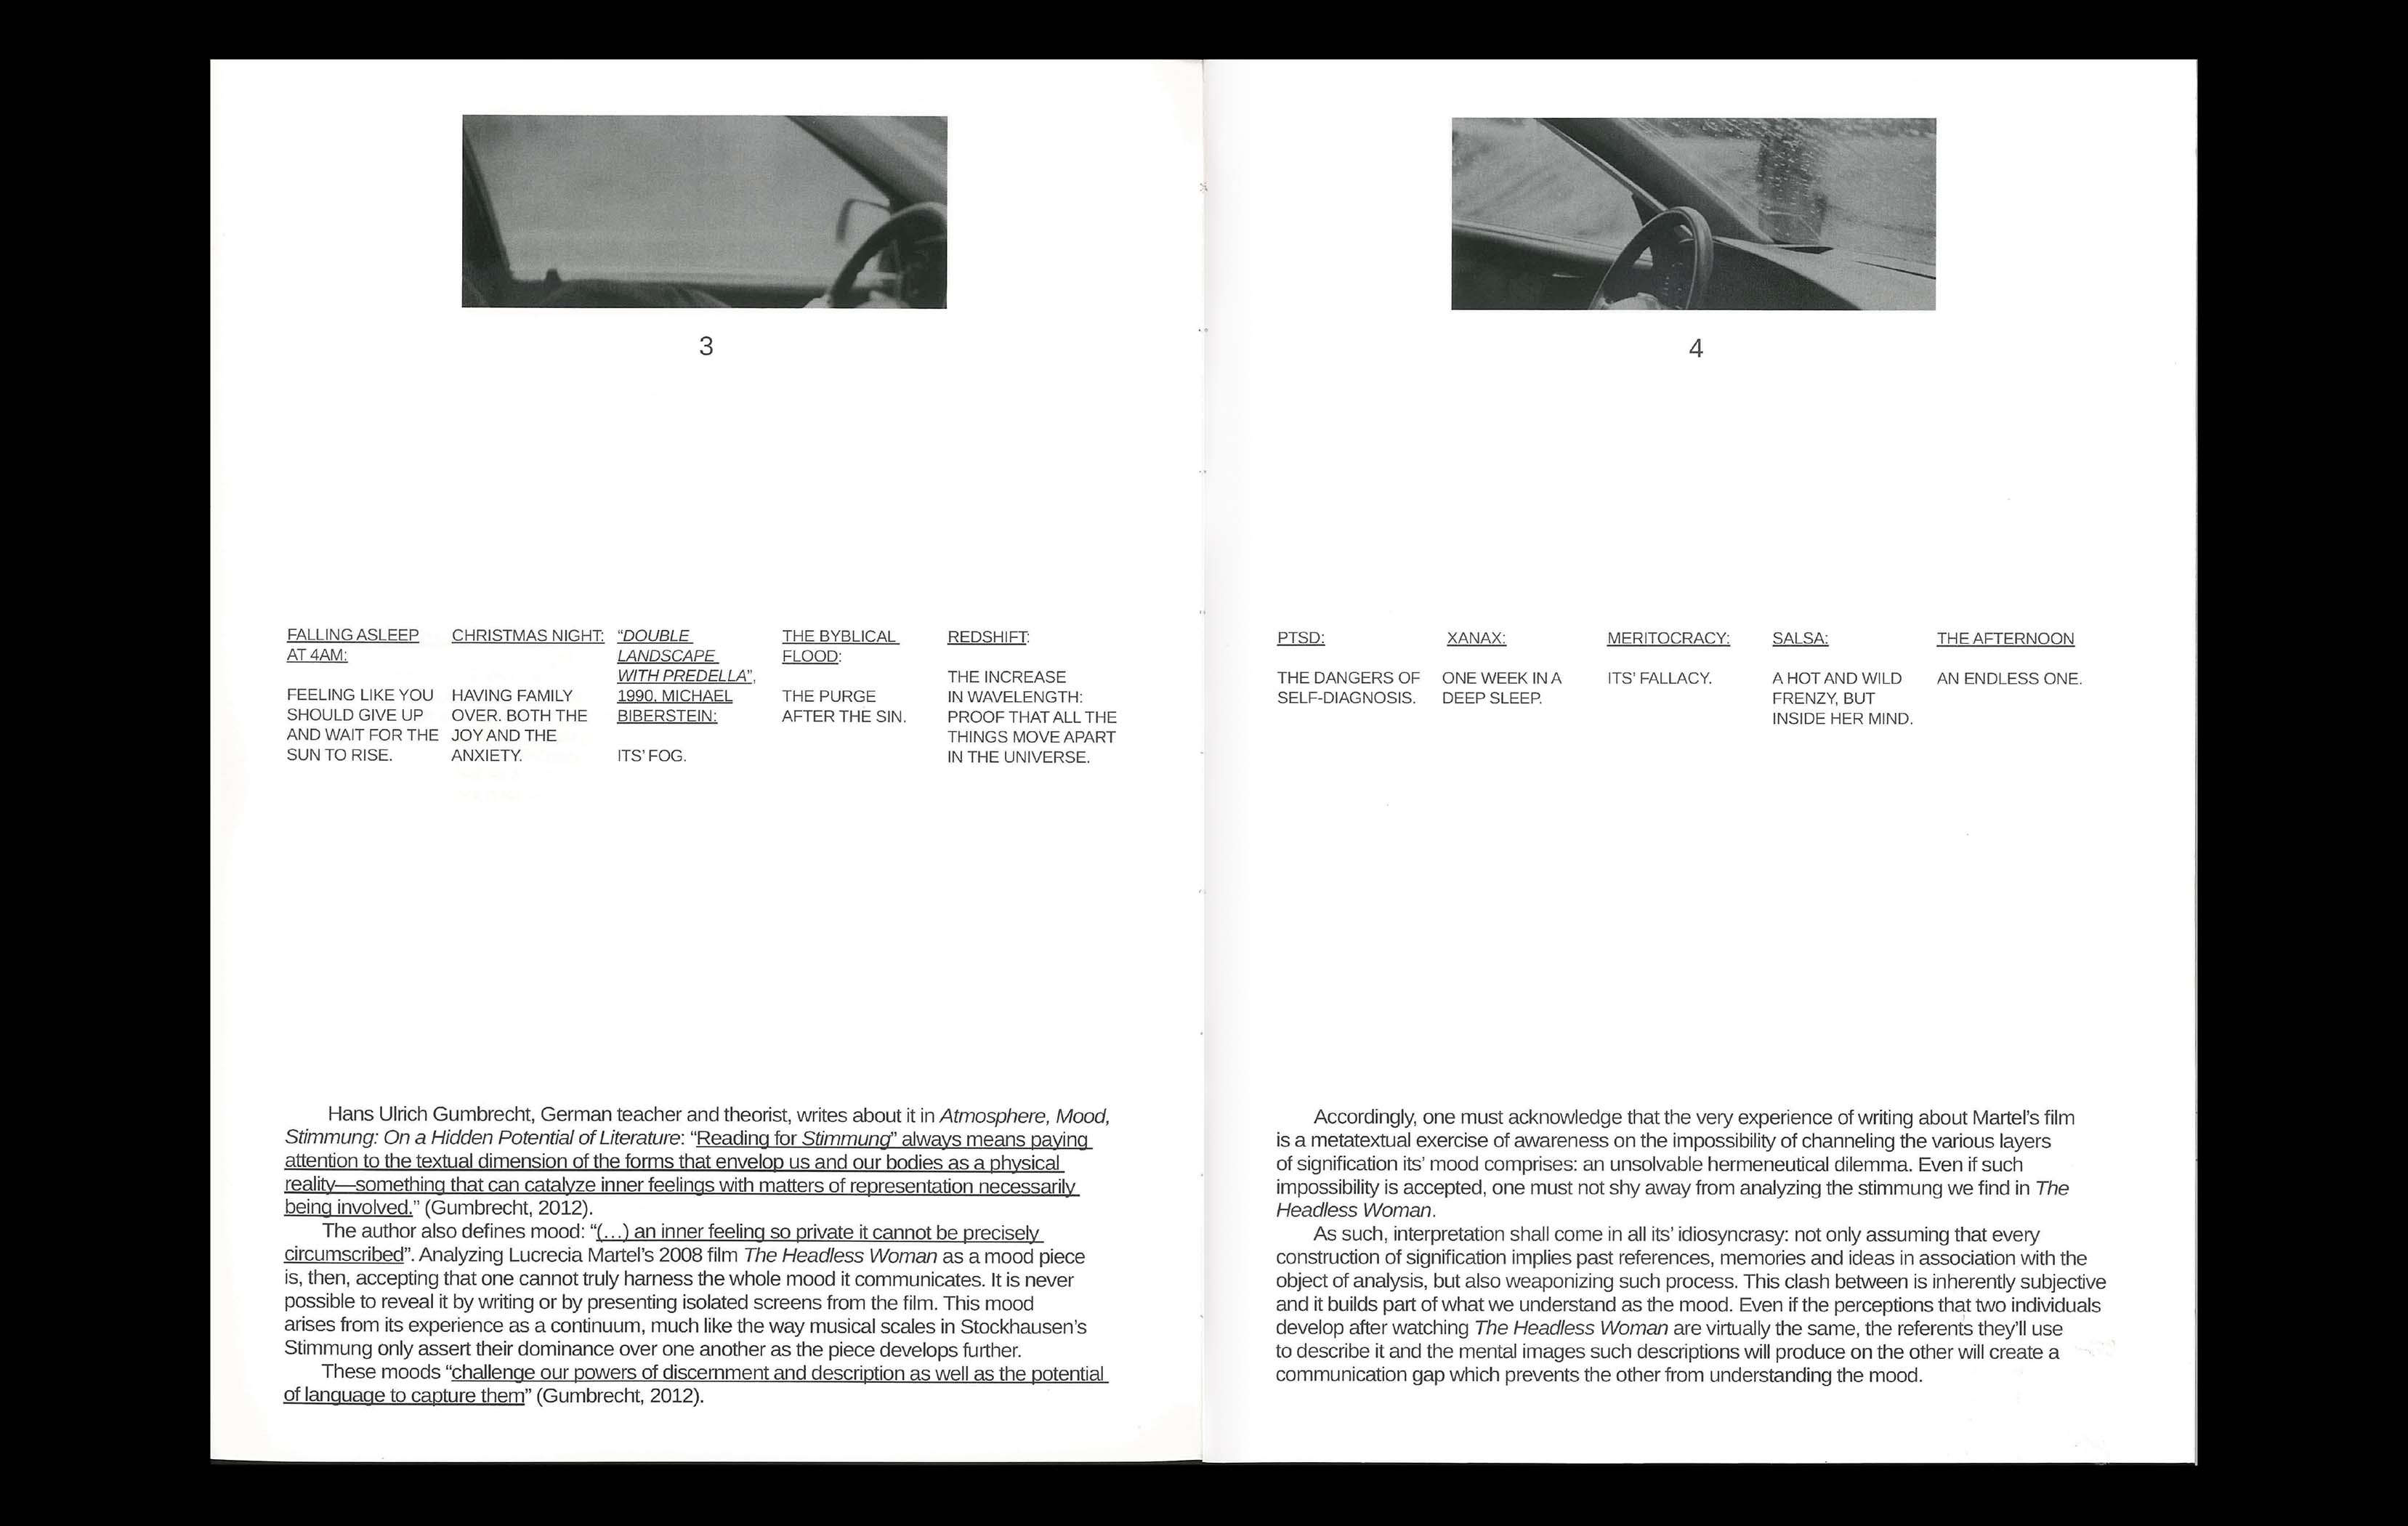 3
FALLING ASLEEP
AT 4AM:
FEELING LIKE YOU
SHOULD GIVE UP
AND WAIT FOR THE
SUN TO RISE.
CHRISTMAS NIGHT:
HAVING FAMILY
OVER. BOTH THE
JOY AND THE
ANXIETY.
“DOUBLE
LANDSCAPE
WITH PREDELLA”,
1990, MICHAEL
BIBERSTEIN:
ITS’ FOG.
THE BYBLICAL
FLOOD:
THE PURGE
AFTER THE SIN.
REDSHIFT:
THE INCREASE
IN WAVELENGTH:
PROOF THAT ALL THE
THINGS MOVE APART
IN THE UNIVERSE.
Hans Ulrich Gumbrecht, German teacher and theorist, writes about it in Atmosphere, Mood,
Stimmung: On a Hidden Potential of Literature: “Reading for Stimmung” always means paying
attention to the textual dimension of the forms that envelop us and our bodies as a physical
reality—something that can catalyze inner feelings with matters of representation necessarily
being involved.” (Gumbrecht, 2012).
The author also defines mood: “(…) an inner feeling so private it cannot be precisely
circumscribed”. Analyzing Lucrecia Martel’s 2008 film The Headless Woman as a mood piece
is, then, accepting that one cannot truly harness the whole mood it communicates. It is never
possible to reveal it by writing or by presenting isolated screens from the film. This mood
arises from its experience as a continuum, much like the way musical scales in Stockhausen’s
Stimmung only assert their dominance over one another as the piece develops further.
These moods “challenge our powers of discernment and description as well as the potential
of language to capture them” (Gumbrecht, 2012).
4
PTSD:
THE DANGERS OF
SELF-DIAGNOSIS.
XANAX:
ONE WEEK IN A
DEEP SLEEP.
MERITOCRACY:
ITS’ FALLACY.
SALSA:
A HOT AND WILD
FRENZY, BUT
INSIDE HER MIND.
THE AFTERNOON
AN ENDLESS ONE.
Accordingly, one must acknowledge that the very experience of writing about Martel’s film
is a metatextual exercise of awareness on the impossibility of channeling the various layers
of signification its’ mood comprises: an unsolvable hermeneutical dilemma. Even if such
impossibility is accepted, one must not shy away from analyzing the stimmung we find in The
Headless Woman.
As such, interpretation shall come in all its’ idiosyncrasy: not only assuming that every
construction of signification implies past references, memories and ideas in association with the
object of analysis, but also weaponizing such process. This clash between is inherently subjective
and it builds part of what we understand as the mood. Even if the perceptions that two individuals
develop after watching The Headless Woman are virtually the same, the referents they’ll use
to describe it and the mental images such descriptions will produce on the other will create a
communication gap which prevents the other from understanding the mood.